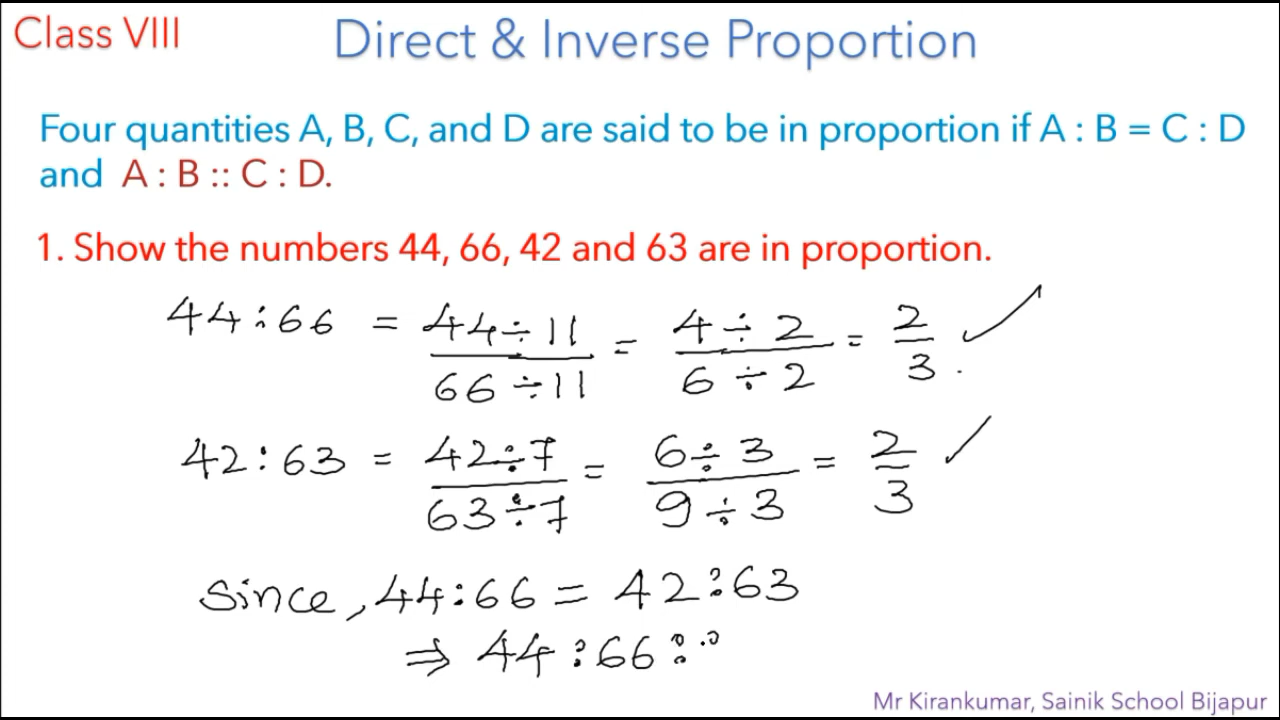 Class VIII
Direct & Inverse Proportion
Four quantities A, B, C, and D are said to be in proportion if A : B = C : D
and A : B :: C : D.
1. Show the numbers 44, 66, 42 and 63 are in proportion.
44:66 = 44÷11/66÷11 = 4÷2/6÷2 = 2/3 ✓
42:63 = 42÷7/63÷7 = 6÷3/9÷3 = 2/3 ✓
Since, 44:66 = 42:63
⇒ 44:66::
Mr Kirankumar, Sainik School Bijapur